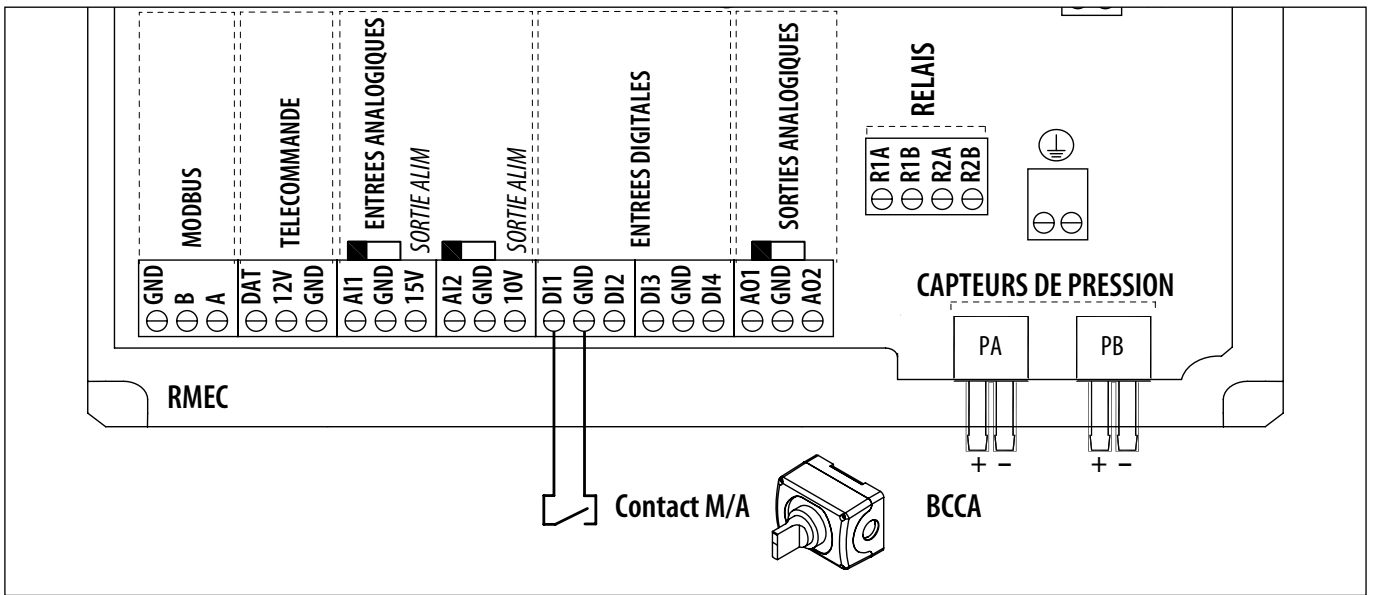 MODBUS
TELECOMMANDE
ENTREES ANALOGIQUES
SORTIE ALIM
SORTIE ALIM
ENTREES DIGITALES
SORTIES ANALOGIQUES
RELAIS
R1A R1B R2A R2B
GND B A DAT 12V GND AI1 GND 15V AI2 GND 10V DI1 GND DI2 DI3 GND DI4 AO1 GND AO2
CAPTEURS DE PRESSION
PA PB
RMEC
+ – + –
Contact M/A
BCCA